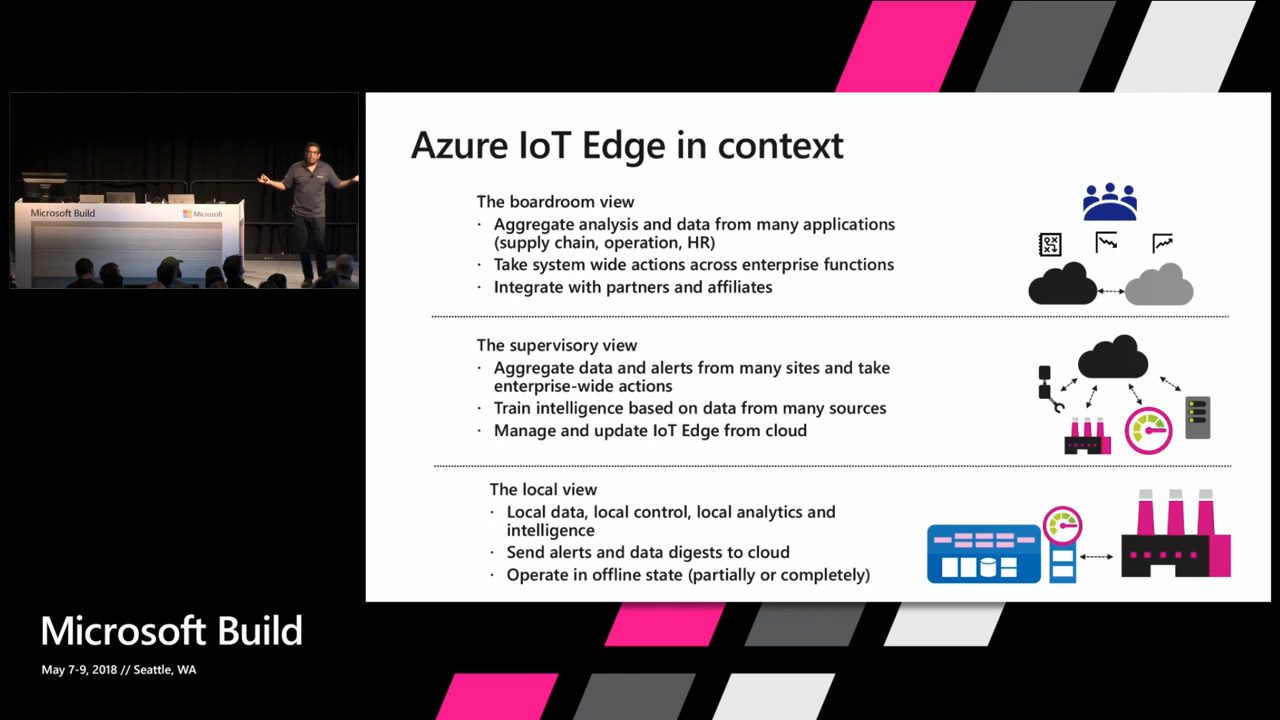 Azure IoT Edge in context
The boardroom view
· Aggregate analysis and data from many applications
(supply chain, operation, HR)
· Take system wide actions across enterprise functions
· Integrate with partners and affiliates
The supervisory view
· Aggregate data and alerts from many sites and take
enterprise-wide actions
· Train intelligence based on data from many sources
· Manage and update IoT Edge from cloud
The local view
· Local data, local control, local analytics and
intelligence
· Send alerts and data digests to cloud
· Operate in offline state (partially or completely)
Microsoft Build
Microsoft
Microsoft Build
May 7-9, 2018 // Seattle, WA